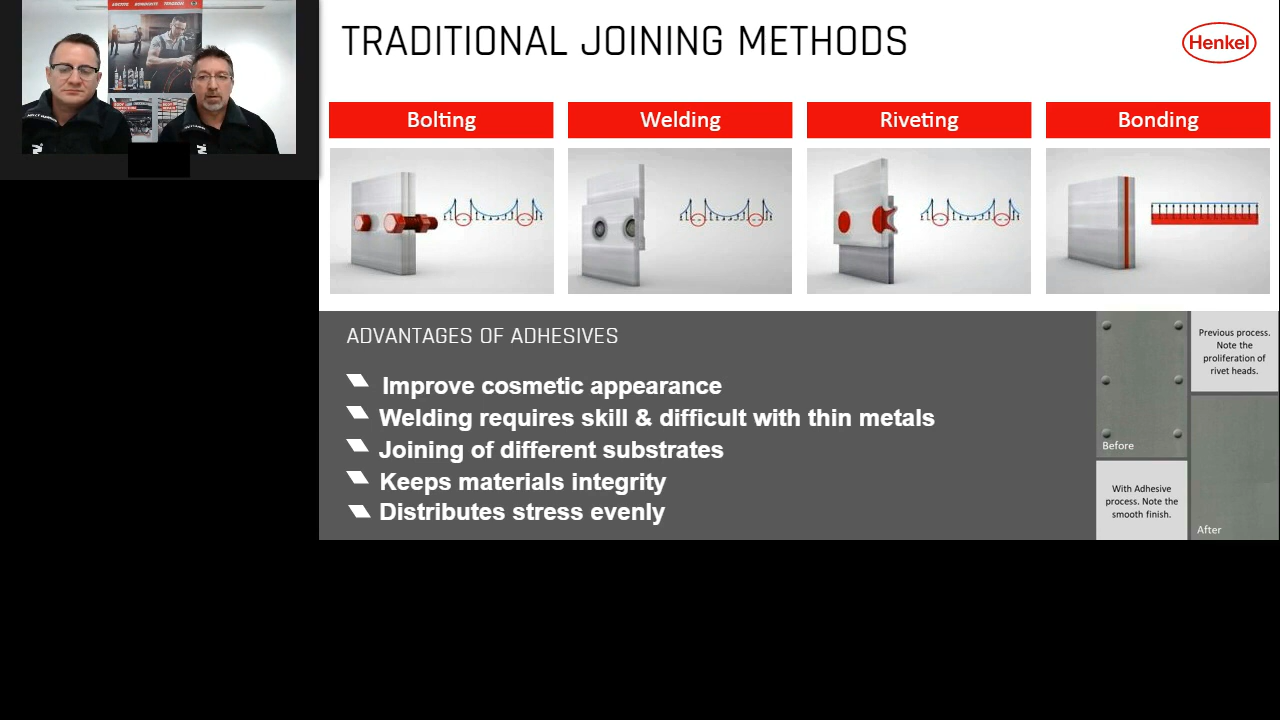 TRADITIONAL JOINING METHODS
Henkel
Bolting
Welding
Riveting
Bonding
ADVANTAGES OF ADHESIVES
Improve cosmetic appearance
Welding requires skill & difficult with thin metals
Joining of different substrates
Keeps materials integrity
Distributes stress evenly
Before
Previous process.
Note the
proliferation of
rivet heads.
With Adhesive
process. Note the
smooth finish.
After